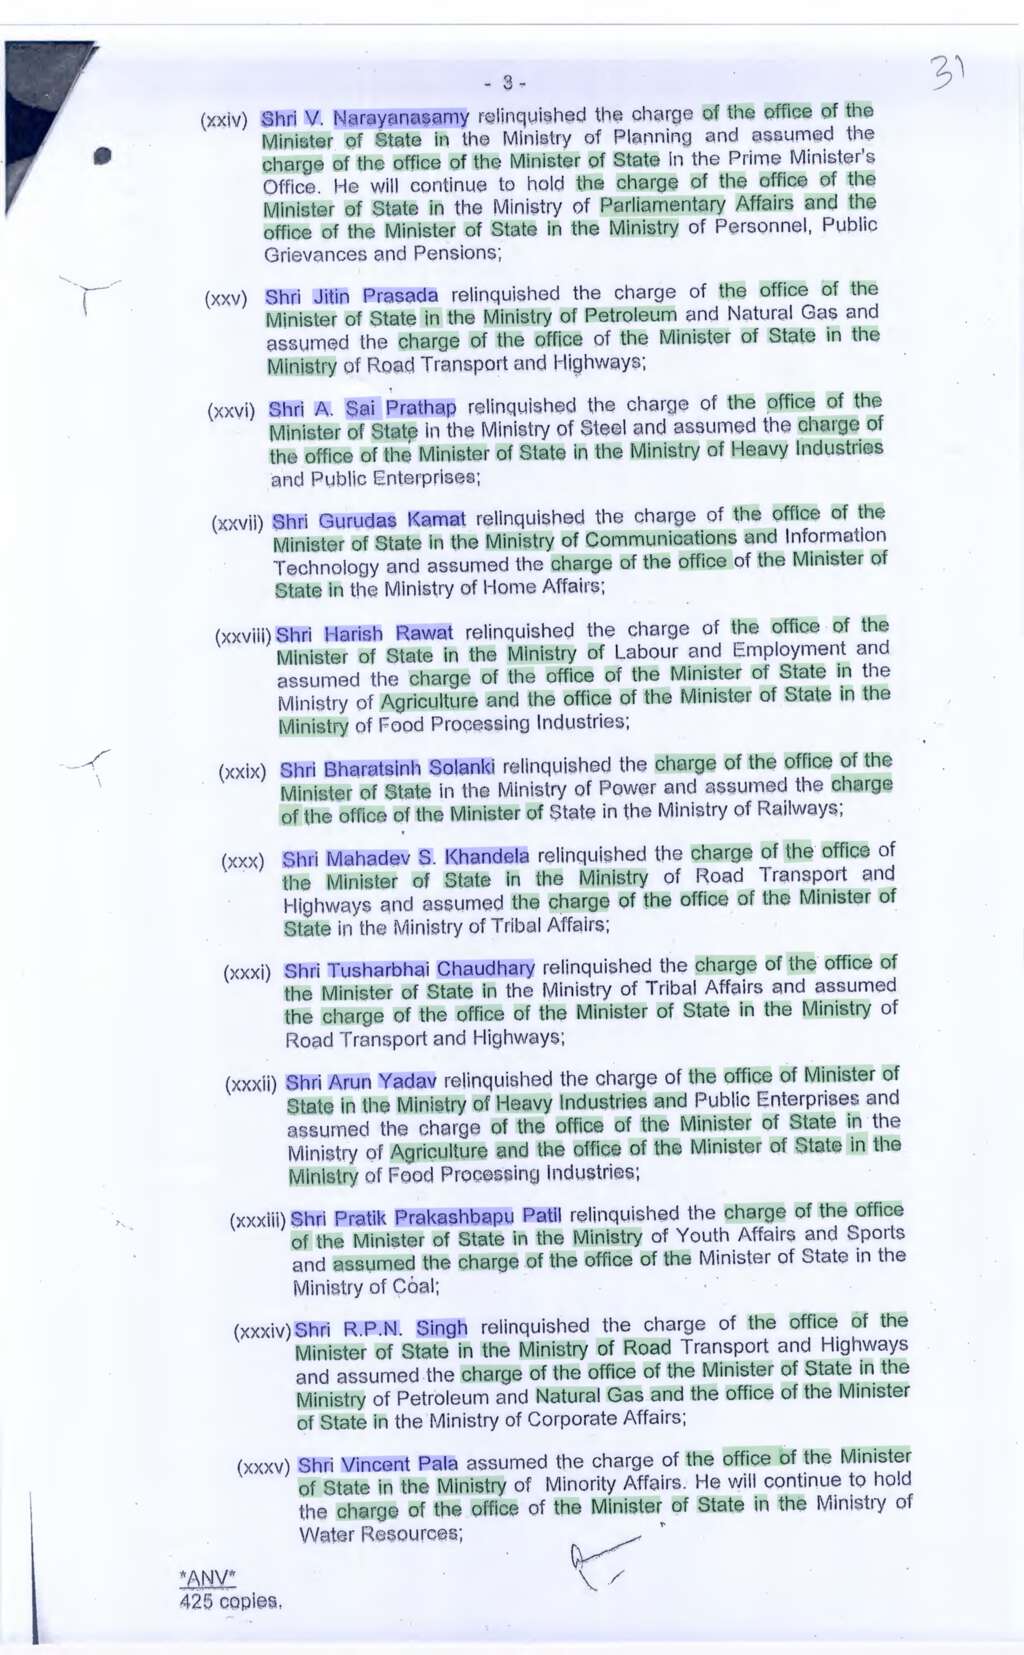 - 3 -
31
(xxiv) Shri V. Narayanasamy relinquished the charge of the office of the
Minister of State in the Ministry of Planning and assumed the
charge of the office of the Minister of State in the Prime Minister's
Office. He will continue to hold the charge of the office of the
Minister of State in the Ministry of Parliamentary Affairs and the
office of the Minister of State in the Ministry of Personnel, Public
Grievances and Pensions;
(xxv) Shri Jitin Prasada relinquished the charge of the office of the
Minister of State in the Ministry of Petroleum and Natural Gas and
assumed the charge of the office of the Minister of State in the
Ministry of Road Transport and Highways;
(xxvi) Shri A. Sai Prathap relinquished the charge of the office of the
Minister of State in the Ministry of Steel and assumed the charge of
the office of the Minister of State in the Ministry of Heavy Industries
and Public Enterprises;
(xxvii) Shri Gurudas Kamat relinquished the charge of the office of the
Minister of State in the Ministry of Communications and Information
Technology and assumed the charge of the office of the Minister of
State in the Ministry of Home Affairs;
(xxviii) Shri Harish Rawat relinquished the charge of the office of the
Minister of State in the Ministry of Labour and Employment and
assumed the charge of the office of the Minister of State in the
Ministry of Agriculture and the office of the Minister of State in the
Ministry of Food Processing Industries;
(xxix) Shri Bharatsinh Solanki relinquished the charge of the office of the
Minister of State in the Ministry of Power and assumed the charge
of the office of the Minister of State in the Ministry of Railways;
(xxx) Shri Mahadev S. Khandela relinquished the charge of the office of
the Minister of State in the Ministry of Road Transport and
Highways and assumed the charge of the office of the Minister of
State in the Ministry of Tribal Affairs;
(xxxi) Shri Tusharbhai Chaudhary relinquished the charge of the office of
the Minister of State in the Ministry of Tribal Affairs and assumed
the charge of the office of the Minister of State in the Ministry of
Road Transport and Highways;
(xxxii) Shri Arun Yadav relinquished the charge of the office of Minister of
State in the Ministry of Heavy Industries and Public Enterprises and
assumed the charge of the office of the Minister of State in the
Ministry of Agriculture and the office of the Minister of State in the
Ministry of Food Processing Industries;
(xxxiii) Shri Pratik Prakashbapu Patil relinquished the charge of the office
of the Minister of State in the Ministry of Youth Affairs and Sports
and assumed the charge of the office of the Minister of State in the
Ministry of Coal;
(xxxiv) Shri R.P.N. Singh relinquished the charge of the office of the
Minister of State in the Ministry of Road Transport and Highways
and assumed the charge of the office of the Minister of State in the
Ministry of Petroleum and Natural Gas and the office of the Minister
of State in the Ministry of Corporate Affairs;
(xxxv) Shri Vincent Pala assumed the charge of the office of the Minister
of State in the Ministry of Minority Affairs. He will continue to hold
the charge of the office of the Minister of State in the Ministry of
Water Resources;
*ANV*
425 copies.